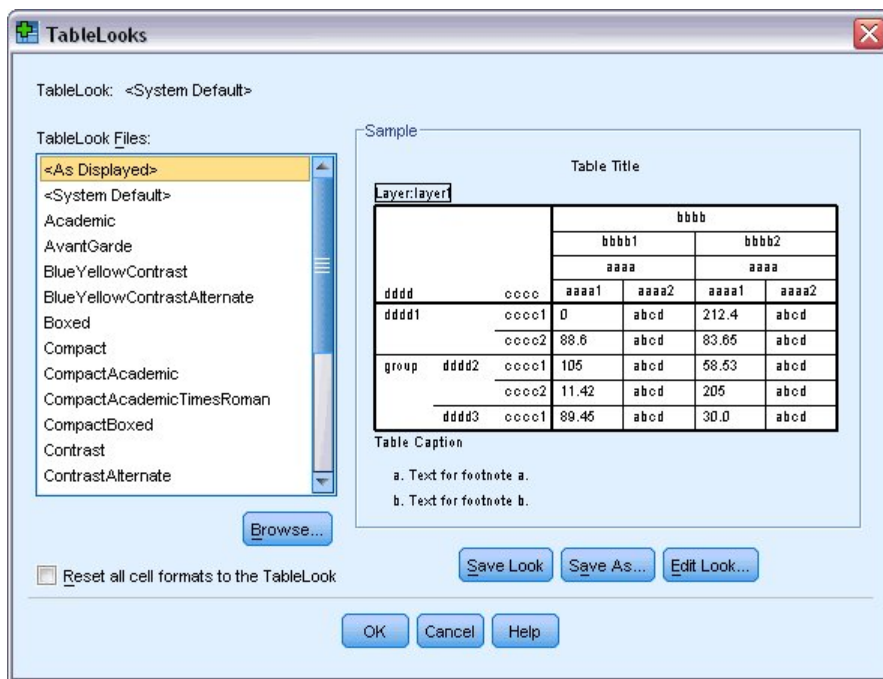 TableLooks
TableLook: <System Default>
TableLook Files:
<As Displayed>
<System Default>
Academic
AvantGarde
BlueYellowContrast
BlueYellowContrastAlternate
Boxed
Compact
CompactAcademic
CompactAcademicTimesRoman
CompactBoxed
Contrast
ContrastAlternate
Browse...
Reset all cell formats to the TableLook
Sample
Table Title
Layer:layer1
bbbb
bbbb1 bbbb2
aaaa aaaa
dddd cccc aaaa1 aaaa2 aaaa1 aaaa2
dddd1 cccc1 0 abcd 212.4 abcd
cccc2 88.6 abcd 83.65 abcd
group dddd2 cccc1 105 abcd 58.53 abcd
cccc2 11.42 abcd 205 abcd
dddd3 cccc1 89.45 abcd 30.0 abcd
Table Caption
a. Text for footnote a.
b. Text for footnote b.
Save Look Save As... Edit Look...
OK Cancel Help